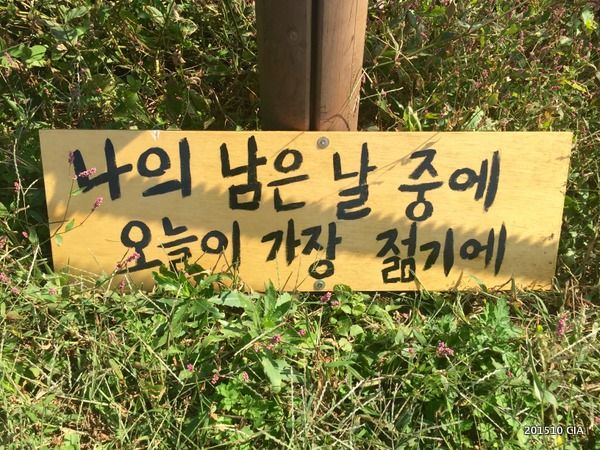 나의 남은 날 중에
오늘이 가장 젊기에
201510 GIA